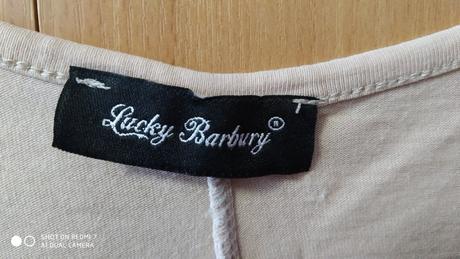 Lucky Barbury®
SHOT ON REDMI 7
AI DUAL CAMERA